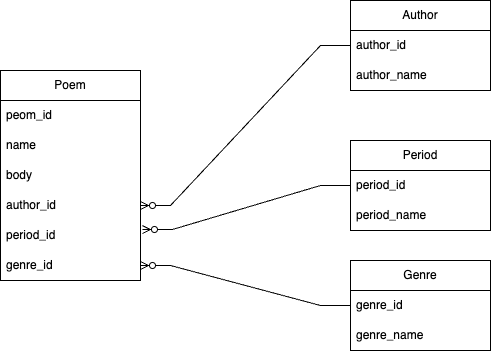 Poem
peom_id
name
body
author_id
period_id
genre_id
Author
author_id
author_name
Period
period_id
period_name
Genre
genre_id
genre_name